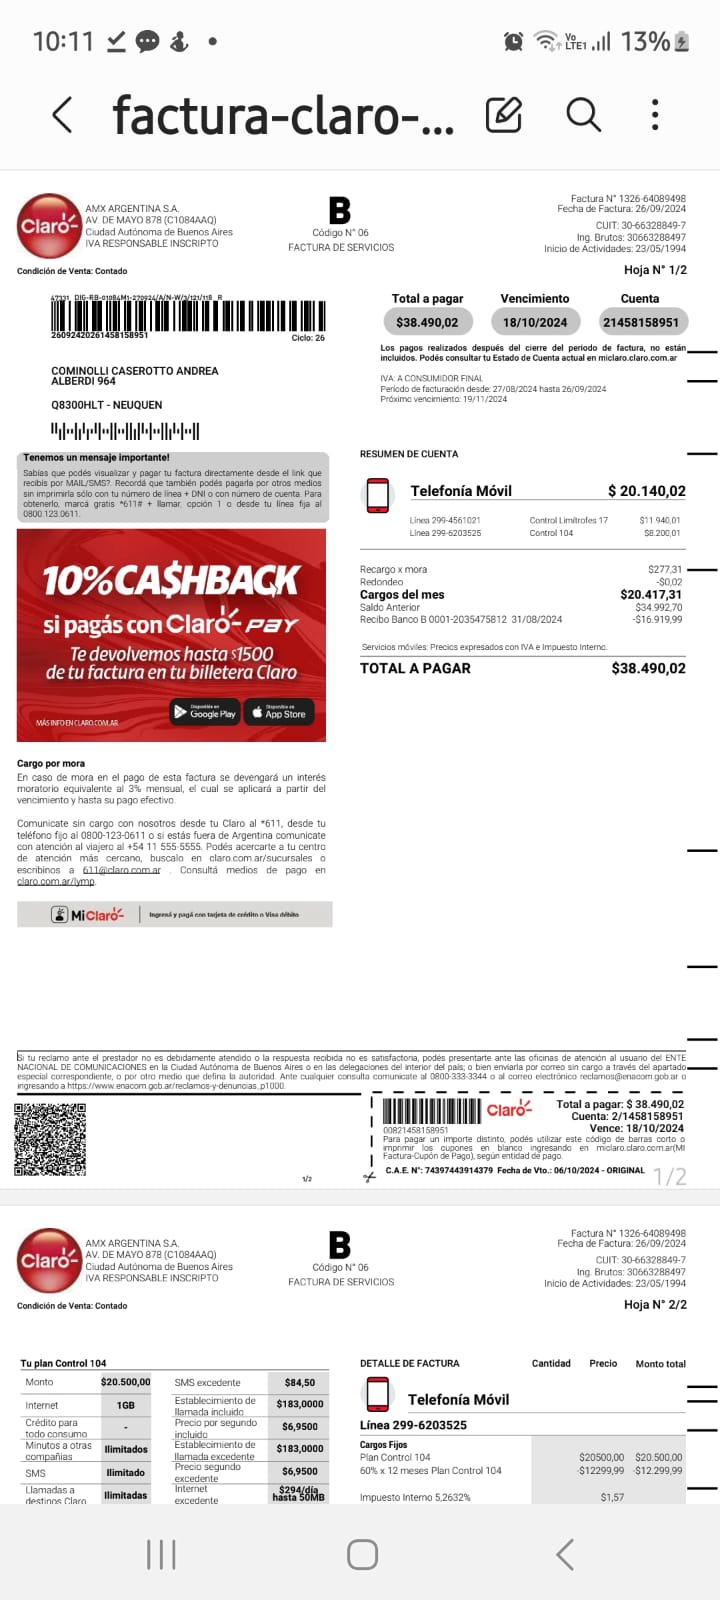 10:11
Vo
LTE1
13%
factura-claro-...
Claro
AMX ARGENTINA S.A.
AV. DE MAYO 878 (C1084AAQ)
Ciudad Autónoma de Buenos Aires
IVA RESPONSABLE INSCRIPTO
B
Código N° 06
FACTURA DE SERVICIOS
Factura N° 1326-64089498
Fecha de Factura: 26/09/2024
CUIT: 30-66328849-7
Ing. Brutos: 30663288497
Inicio de Actividades: 23/05/1994
Condición de Venta: Contado
Hoja N° 1/2
47331 DIG-RB-01084M1-270924/A/N-W/3/121/118 R
26092420261458158951
Ciclo: 26
COMINOLLI CASEROTTO ANDREA
ALBERDI 964
Q8300HLT - NEUQUEN
Total a pagar Vencimiento Cuenta
$38.490,02 18/10/2024 21458158951
Los pagos realizados después del cierre del periodo de factura, no están
incluidos. Podés consultar tu Estado de Cuenta actual en miclaro.claro.com.ar
IVA: A CONSUMIDOR FINAL
Período de facturación desde: 27/08/2024 hasta 26/09/2024
Próximo vencimiento: 19/11/2024
Tenemos un mensaje importante!
Sabías que podés visualizar y pagar tu factura directamente desde el link que
recibís por MAIL/SMS?. Recordá que también podés pagarla por otros medios
sin imprimirla sólo con tu número de línea + DNI o con número de cuenta. Para
obtenerlo, marcá gratis *611# + llamar, opción 1 o desde tu línea fija al
0800.123.0611.
10% CA$HBACK
si pagás con Claro-pay
Te devolvemos hasta $1500
de tu factura en tu billetera Claro
Disponible en
Google Play
Disponible en
App Store
MÁS INFO EN CLARO.COM.AR
RESUMEN DE CUENTA
Telefonía Móvil $ 20.140,02
Línea 299-4561021 Control Limítrofes 17 $11.940,01
Línea 299-6203525 Control 104 $8.200,01
Recargo x mora $277,31
Redondeo -$0,02
Cargos del mes $20.417,31
Saldo Anterior $34.992,70
Recibo Banco B 0001-2035475812 31/08/2024 -$16.919,99
Servicios móviles: Precios expresados con IVA e Impuesto Interno.
TOTAL A PAGAR $38.490,02
Cargo por mora
En caso de mora en el pago de esta factura se devengará un interés
moratorio equivalente al 3% mensual, el cual se aplicará a partir del
vencimiento y hasta su pago efectivo.
Comunicate sin cargo con nosotros desde tu Claro al *611, desde tu
teléfono fijo al 0800-123-0611 o si estás fuera de Argentina comunicate
con atención al viajero al +54 11 555-5555. Podés acercarte a tu centro
de atención más cercano, buscalo en claro.com.ar/sucursales o
escribinos a 611@claro.com.ar . Consultá medios de pago en
claro.com.ar/lymp.
Mi Claro Ingresá y pagá con tarjeta de crédito o Visa débito
Si tu reclamo ante el prestador no es debidamente atendido o la respuesta recibida no es satisfactoria, podés presentarte ante las oficinas de atención al usuario del ENTE
NACIONAL DE COMUNICACIONES en la Ciudad Autónoma de Buenos Aires o en las delegaciones del interior del país; o bien enviarla por correo sin cargo a través del apartado
especial correspondiente, o por otro medio que defina la autoridad. Ante cualquier consulta comunicate al 0800-333-3344 o al correo electrónico reclamos@enacom.gob.ar o
ingresando a https://www.enacom.gob.ar/reclamos-y-denuncias_p1000.
Claro
00821458158951
Total a pagar: $ 38.490,02
Cuenta: 2/1458158951
Vence: 18/10/2024
Para pagar un importe distinto, podés utilizar este código de barras corto o
imprimir los cupones en blanco ingresando en miclaro.claro.com.ar(MI
Factura-Cupón de Pago), según entidad de pago.
C.A.E. N°: 74397443914379 Fecha de Vto.: 06/10/2024 - ORIGINAL
1/2
1/2
Claro
AMX ARGENTINA S.A.
AV. DE MAYO 878 (C1084AAQ)
Ciudad Autónoma de Buenos Aires
IVA RESPONSABLE INSCRIPTO
B
Código N° 06
FACTURA DE SERVICIOS
Factura N° 1326-64089498
Fecha de Factura: 26/09/2024
CUIT: 30-66328849-7
Ing. Brutos: 30663288497
Inicio de Actividades: 23/05/1994
Condición de Venta: Contado
Hoja N° 2/2
Tu plan Control 104
Monto $20.500,00
Internet 1GB
Crédito para
todo consumo -
Minutos a otras
compañias Ilimitados
SMS Ilimitado
Llamadas a
destinos Claro Ilimitadas
SMS excedente $84,50
Establecimiento de
llamada incluido $183,0000
Precio por segundo
incluido $6,9500
Establecimiento de
llamada excedente $183,0000
Precio segundo
excedente $6,9500
Internet
excedente $294/día
hasta 50MB
DETALLE DE FACTURA Cantidad Precio Monto total
Telefonía Móvil
Línea 299-6203525
Cargos Fijos
Plan Control 104 $20500,00 $20.500,00
60% x 12 meses Plan Control 104 -$12299,99 -$12.299,99
Impuesto Interno 5,2632% $1,57